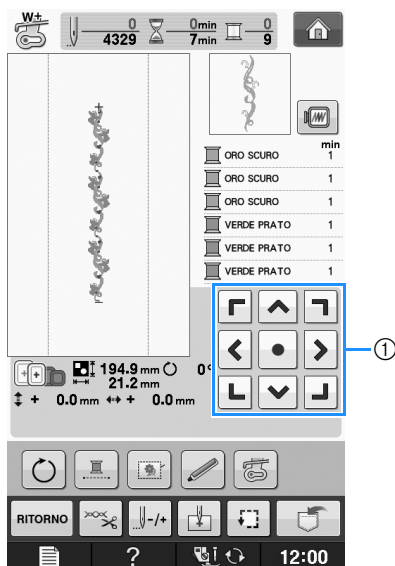 W±
0 0min 0
4329 7min 9
min
ORO SCURO 1
ORO SCURO 1
ORO SCURO 1
VERDE PRATO 1
VERDE PRATO 1
VERDE PRATO 1
①
194.9 mm 0°
21.2 mm
+ 0.0 mm + 0.0 mm
RITORNO -/+
? 12:00